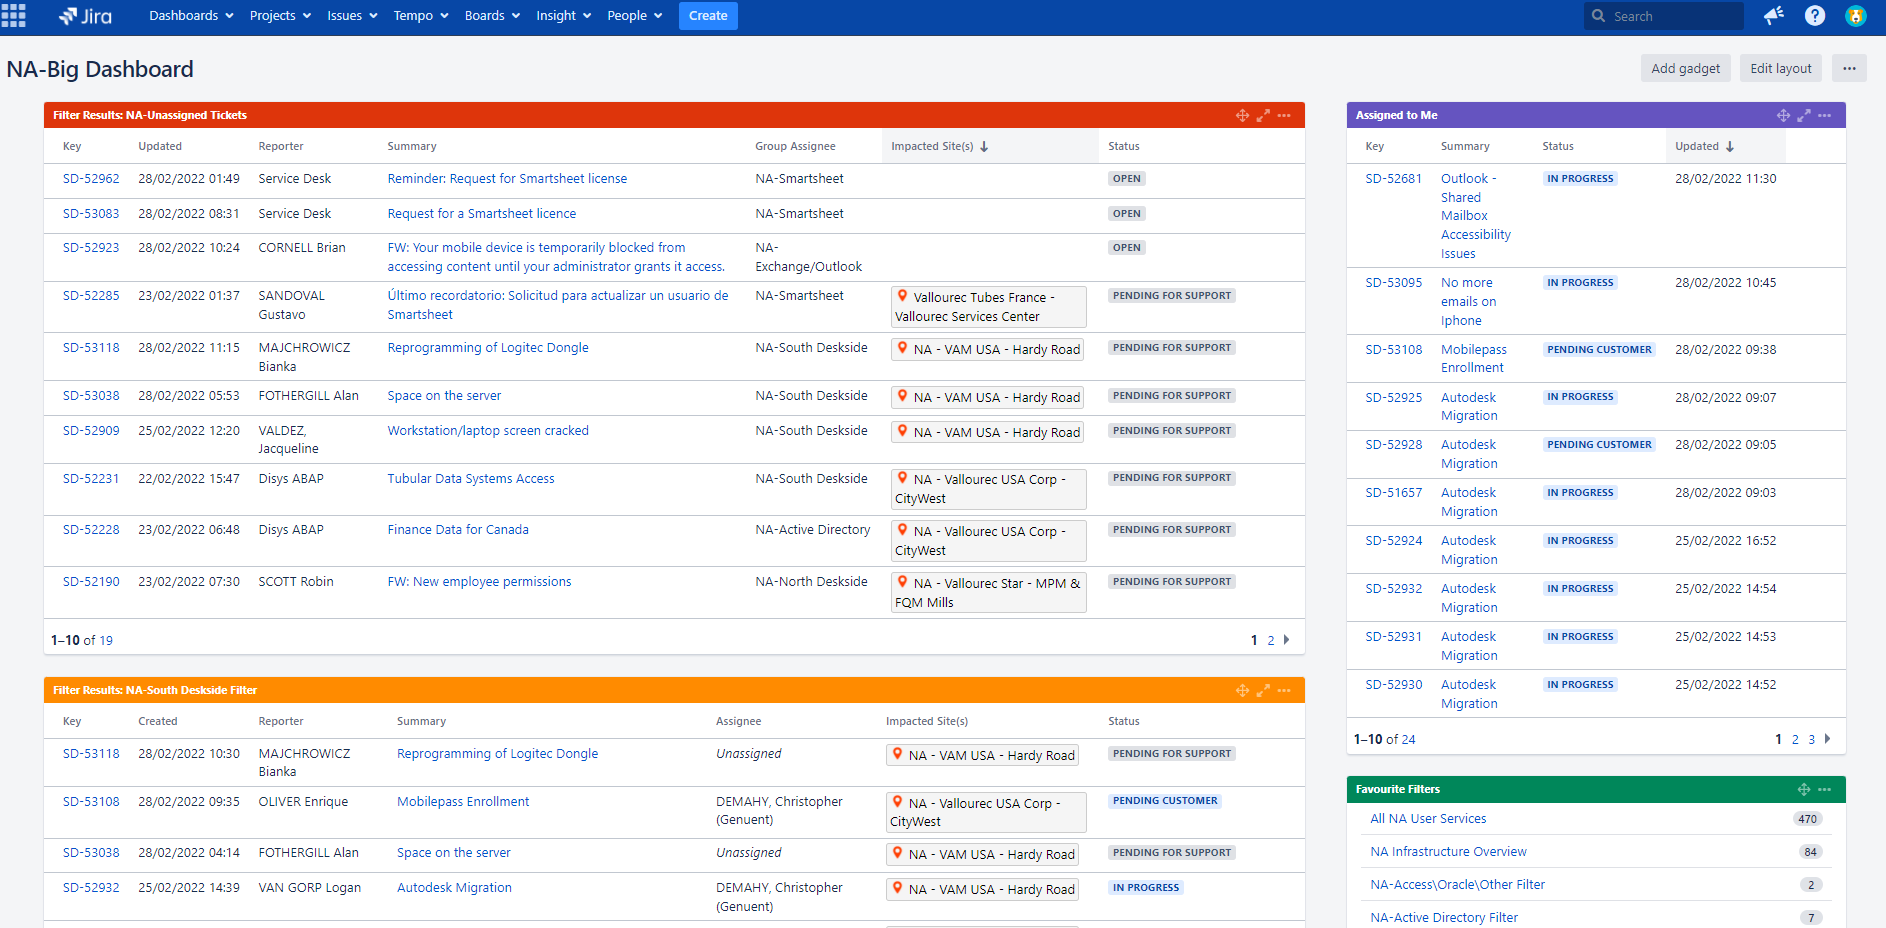 Jira Dashboards Projects Issues Tempo Boards Insight People Create Search
NA-Big Dashboard
Add gadget Edit layout
Filter Results: NA-Unassigned Tickets
Key Updated Reporter Summary Group Assignee Impacted Site(s) Status
SD-52962 28/02/2022 01:49 Service Desk Reminder: Request for Smartsheet license NA-Smartsheet OPEN
SD-53083 28/02/2022 08:31 Service Desk Request for a Smartsheet licence NA-Smartsheet OPEN
SD-52923 28/02/2022 10:24 CORNELL Brian FW: Your mobile device is temporarily blocked from NA- OPEN
accessing content until your administrator grants it access. Exchange/Outlook
SD-52285 23/02/2022 01:37 SANDOVAL Último recordatorio: Solicitud para actualizar un usuario de NA-Smartsheet Vallourec Tubes France - PENDING FOR SUPPORT
Gustavo Smartsheet Vallourec Services Center
SD-53118 28/02/2022 11:15 MAJCHROWICZ Reprogramming of Logitec Dongle NA-South Deskside NA - VAM USA - Hardy Road PENDING FOR SUPPORT
Bianka
SD-53038 28/02/2022 05:53 FOTHERGILL Alan Space on the server NA-South Deskside NA - VAM USA - Hardy Road PENDING FOR SUPPORT
SD-52909 25/02/2022 12:20 VALDEZ, Workstation/laptop screen cracked NA-South Deskside NA - VAM USA - Hardy Road PENDING FOR SUPPORT
Jacqueline
SD-52231 22/02/2022 15:47 Disys ABAP Tubular Data Systems Access NA-South Deskside NA - Vallourec USA Corp - PENDING FOR SUPPORT
CityWest
SD-52228 23/02/2022 06:48 Disys ABAP Finance Data for Canada NA-Active Directory NA - Vallourec USA Corp - PENDING FOR SUPPORT
CityWest
SD-52190 23/02/2022 07:30 SCOTT Robin FW: New employee permissions NA-North Deskside NA - Vallourec Star - MPM & PENDING FOR SUPPORT
FQM Mills
1–10 of 19 1 2
Filter Results: NA-South Deskside Filter
Key Created Reporter Summary Assignee Impacted Site(s) Status
SD-53118 28/02/2022 10:30 MAJCHROWICZ Reprogramming of Logitec Dongle Unassigned NA - VAM USA - Hardy Road PENDING FOR SUPPORT
Bianka
SD-53108 28/02/2022 09:35 OLIVER Enrique Mobilepass Enrollment DEMAHY, Christopher NA - Vallourec USA Corp - PENDING CUSTOMER
(Genuent) CityWest
SD-53038 28/02/2022 04:14 FOTHERGILL Alan Space on the server Unassigned NA - VAM USA - Hardy Road PENDING FOR SUPPORT
SD-52932 25/02/2022 14:39 VAN GORP Logan Autodesk Migration DEMAHY, Christopher NA - VAM USA - Hardy Road IN PROGRESS
(Genuent)
Assigned to Me
Key Summary Status Updated
SD-52681 Outlook - IN PROGRESS 28/02/2022 11:30
Shared
Mailbox
Accessibility
Issues
SD-53095 No more IN PROGRESS 28/02/2022 10:45
emails on
Iphone
SD-53108 Mobilepass PENDING CUSTOMER 28/02/2022 09:38
Enrollment
SD-52925 Autodesk IN PROGRESS 28/02/2022 09:07
Migration
SD-52928 Autodesk PENDING CUSTOMER 28/02/2022 09:05
Migration
SD-51657 Autodesk IN PROGRESS 28/02/2022 09:03
Migration
SD-52924 Autodesk IN PROGRESS 25/02/2022 16:52
Migration
SD-52932 Autodesk IN PROGRESS 25/02/2022 14:54
Migration
SD-52931 Autodesk IN PROGRESS 25/02/2022 14:53
Migration
SD-52930 Autodesk IN PROGRESS 25/02/2022 14:52
Migration
1–10 of 24 1 2 3
Favourite Filters
All NA User Services 470
NA Infrastructure Overview 84
NA-Access\Oracle\Other Filter 2
NA-Active Directory Filter 7